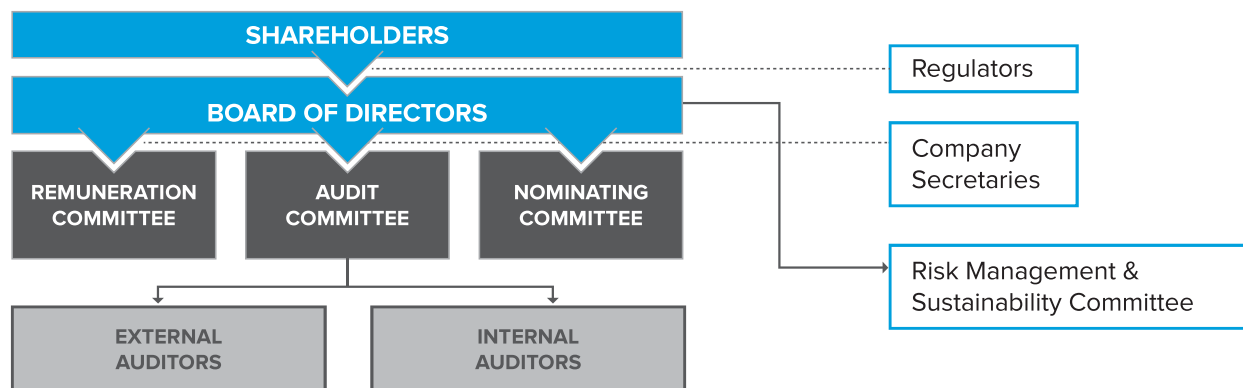 SHAREHOLDERS
Regulators
BOARD OF DIRECTORS
Company
Secretaries
REMUNERATION
COMMITTEE
AUDIT
COMMITTEE
NOMINATING
COMMITTEE
Risk Management &
Sustainability Committee
EXTERNAL
AUDITORS
INTERNAL
AUDITORS